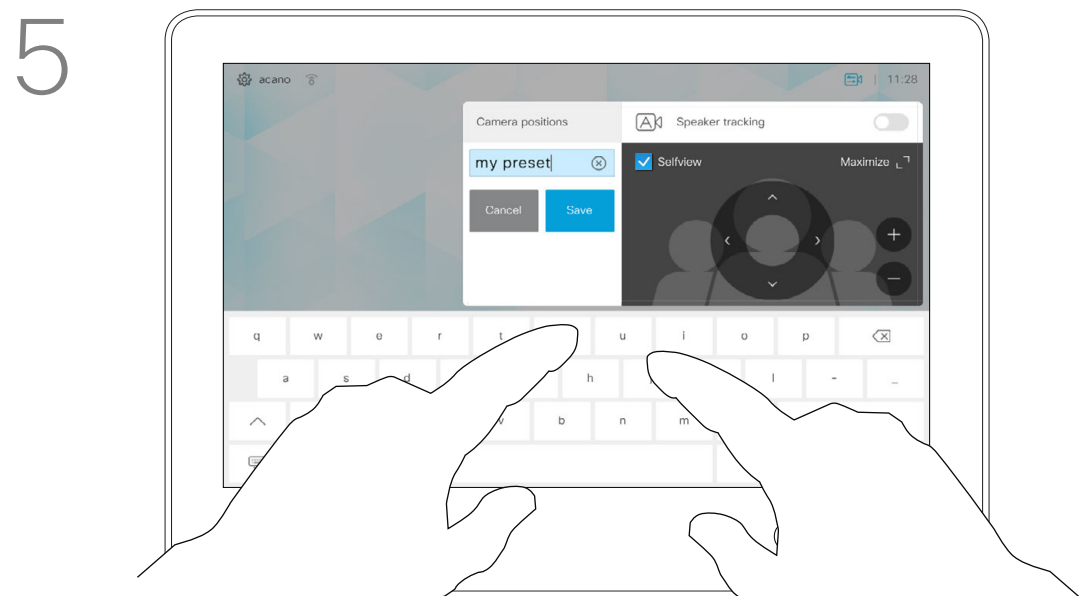 5
acano 11:28
Camera positions Speaker tracking
my preset Selfview Maximize
Cancel Save
q w e r t u i o p
a s d h l - _
v b n m